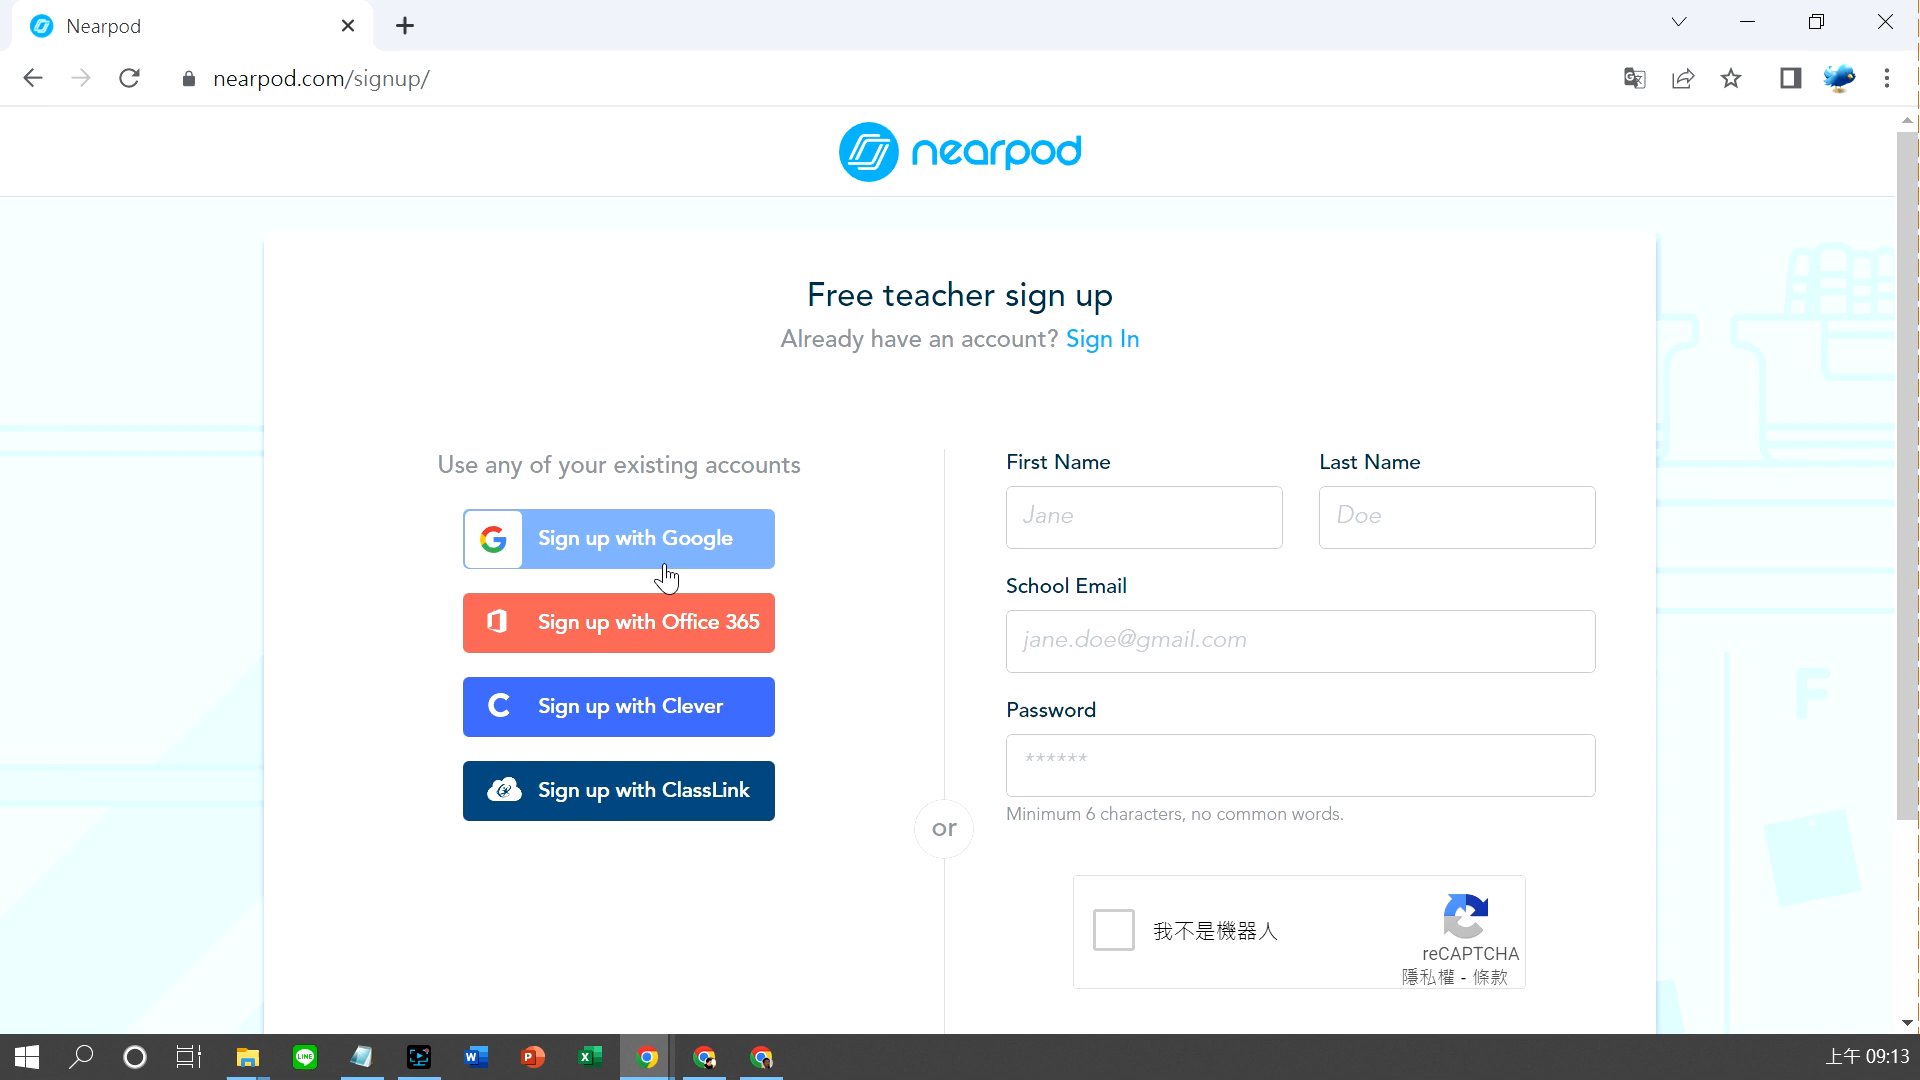 Nearpod
nearpod.com/signup/
nearpod
Free teacher sign up
Already have an account? Sign In
Use any of your existing accounts
Sign up with Google
Sign up with Office 365
Sign up with Clever
Sign up with ClassLink
or
First Name
Last Name
Jane
Doe
School Email
jane.doe@gmail.com
Password
******
Minimum 6 characters, no common words.
我不是機器人
reCAPTCHA
隱私權 - 條款
F
上午 09:13